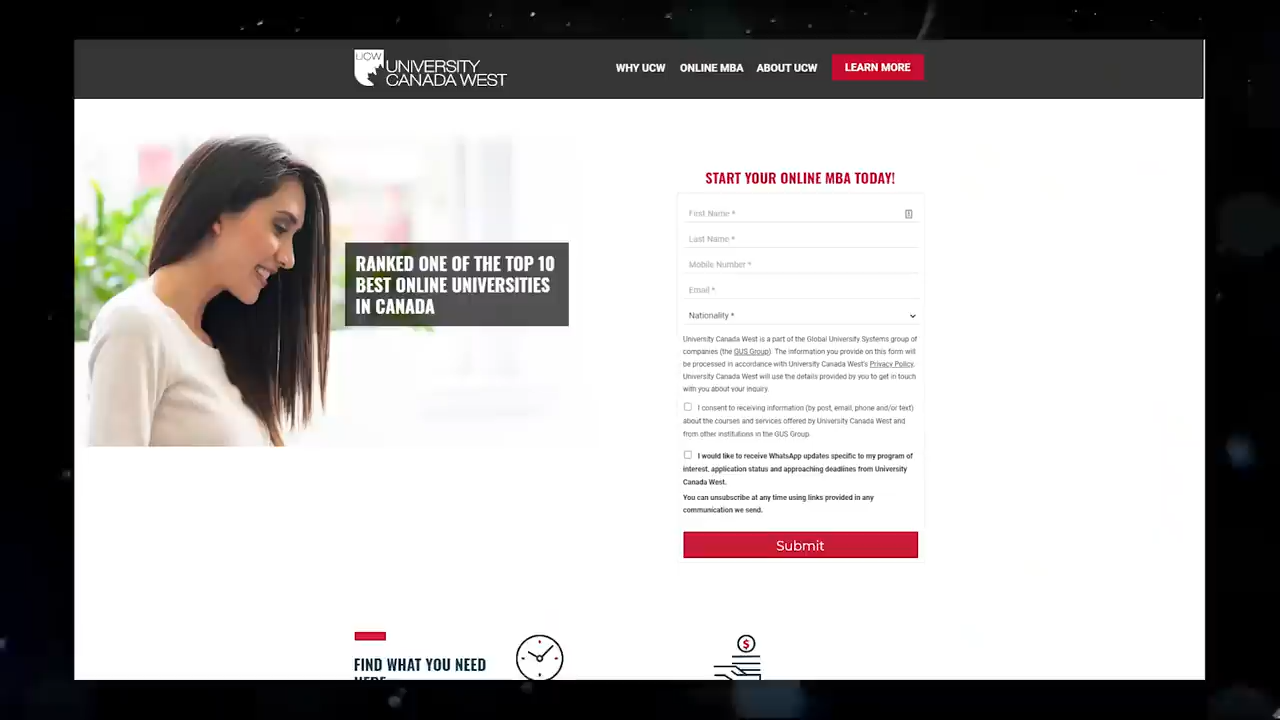 UCW
UNIVERSITY
CANADA WEST
WHY UCW
ONLINE MBA
ABOUT UCW
LEARN MORE
RANKED ONE OF THE TOP 10
BEST ONLINE UNIVERSITIES
IN CANADA
START YOUR ONLINE MBA TODAY!
First Name *
Last Name *
Mobile Number *
Email *
Nationality *
University Canada West is a part of the Global University Systems group of
companies (the GUS Group). The information you provide on this form will
be processed in accordance with University Canada West's Privacy Policy.
University Canada West will use the details provided by you to get in touch
with you about your inquiry.
I consent to receiving information (by post, email, phone and/or text)
about the courses and services offered by University Canada West and
from other institutions in the GUS Group.
I would like to receive WhatsApp updates specific to my program of
interest, application status and approaching deadlines from University
Canada West.
You can unsubscribe at any time using links provided in any
communication we send.
Submit
FIND WHAT YOU NEED
HERE
$